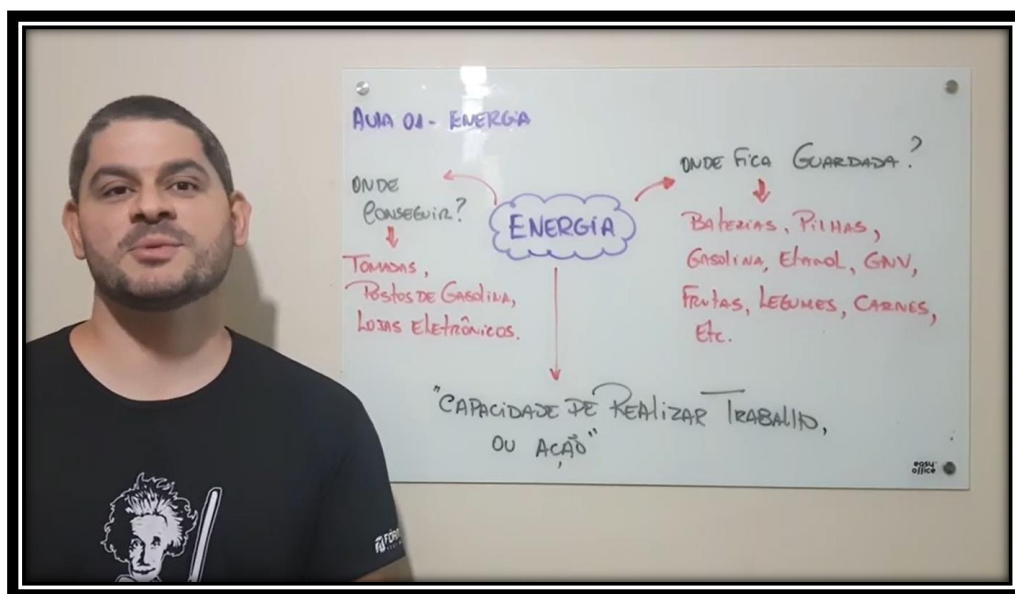 AULA 01 - ENERGIA
ONDE
CONSEGUIR?
TOMADAS,
POSTOS DE GASOLINA,
LOJAS ELETRÔNICOS.
ENERGIA
ONDE FICA GUARDADA?
BATERIAS, PILHAS,
GASOLINA, ETANOL, GNV,
FRUTAS, LEGUMES, CARNES,
ETC.
"CAPACIDADE DE REALIZAR TRABALHO,
OU AÇÃO"
easy
office